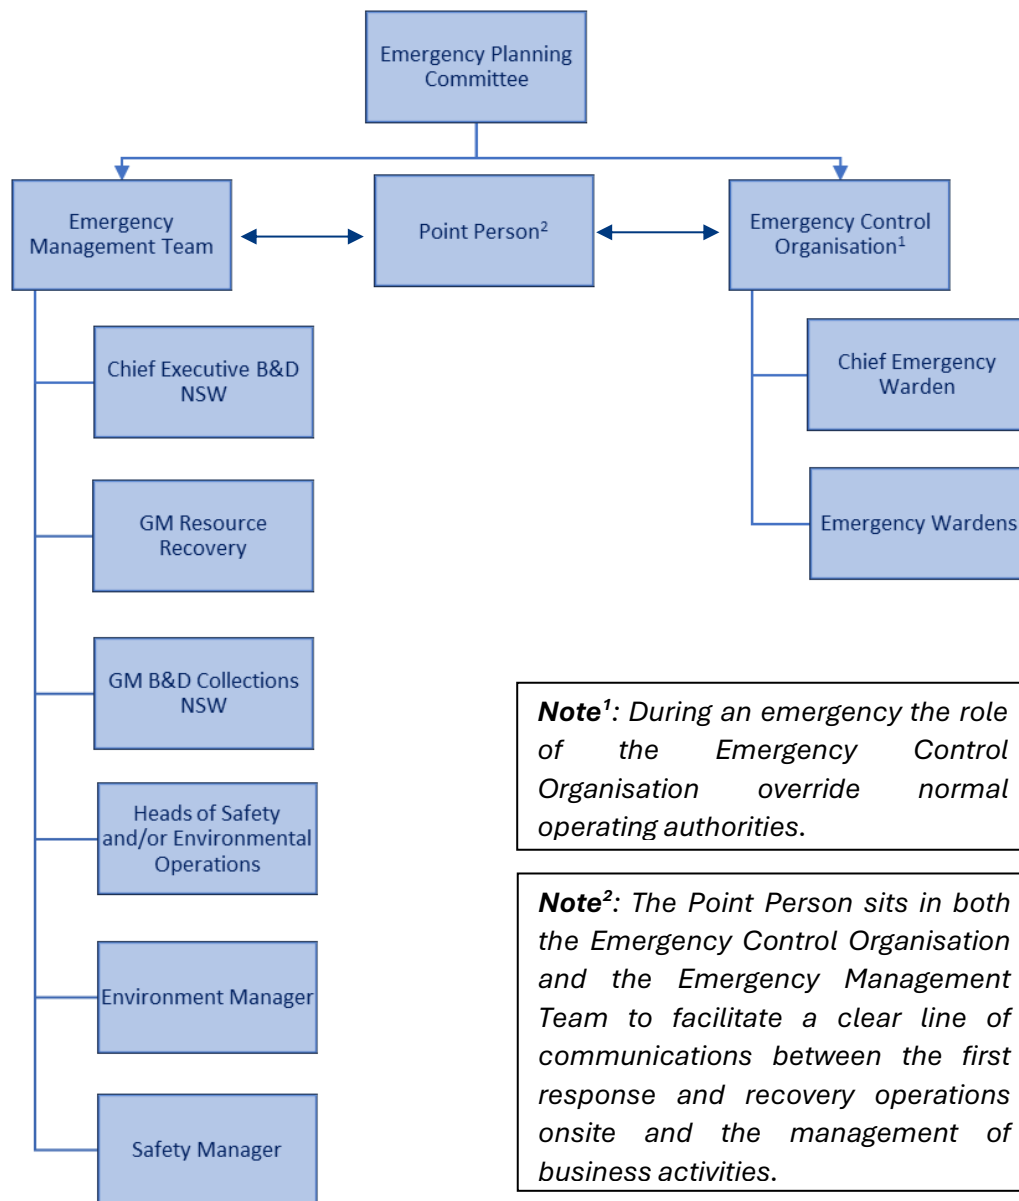 Emergency Planning
Committee
Emergency
Management Team
Point Person²
Emergency Control
Organisation¹
Chief Executive B&D
NSW
GM Resource
Recovery
GM B&D Collections
NSW
Heads of Safety
and/or Environmental
Operations
Environment Manager
Safety Manager
Chief Emergency
Warden
Emergency Wardens
Note¹: During an emergency the role
of the Emergency Control
Organisation override normal
operating authorities.
Note²: The Point Person sits in both
the Emergency Control Organisation
and the Emergency Management
Team to facilitate a clear line of
communications between the first
response and recovery operations
onsite and the management of
business activities.